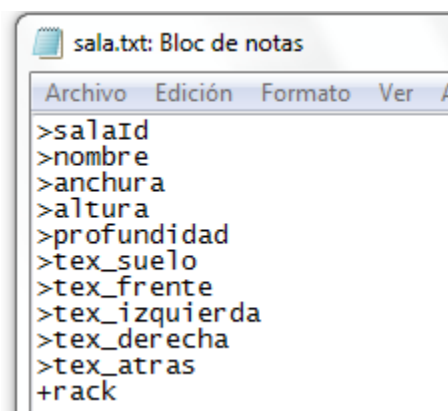 sala.txt: Bloc de notas
Archivo Edición Formato Ver
>salaId
>nombre
>anchura
>altura
>profundidad
>tex_suelo
>tex_frente
>tex_izquierda
>tex_derecha
>tex_atras
+rack